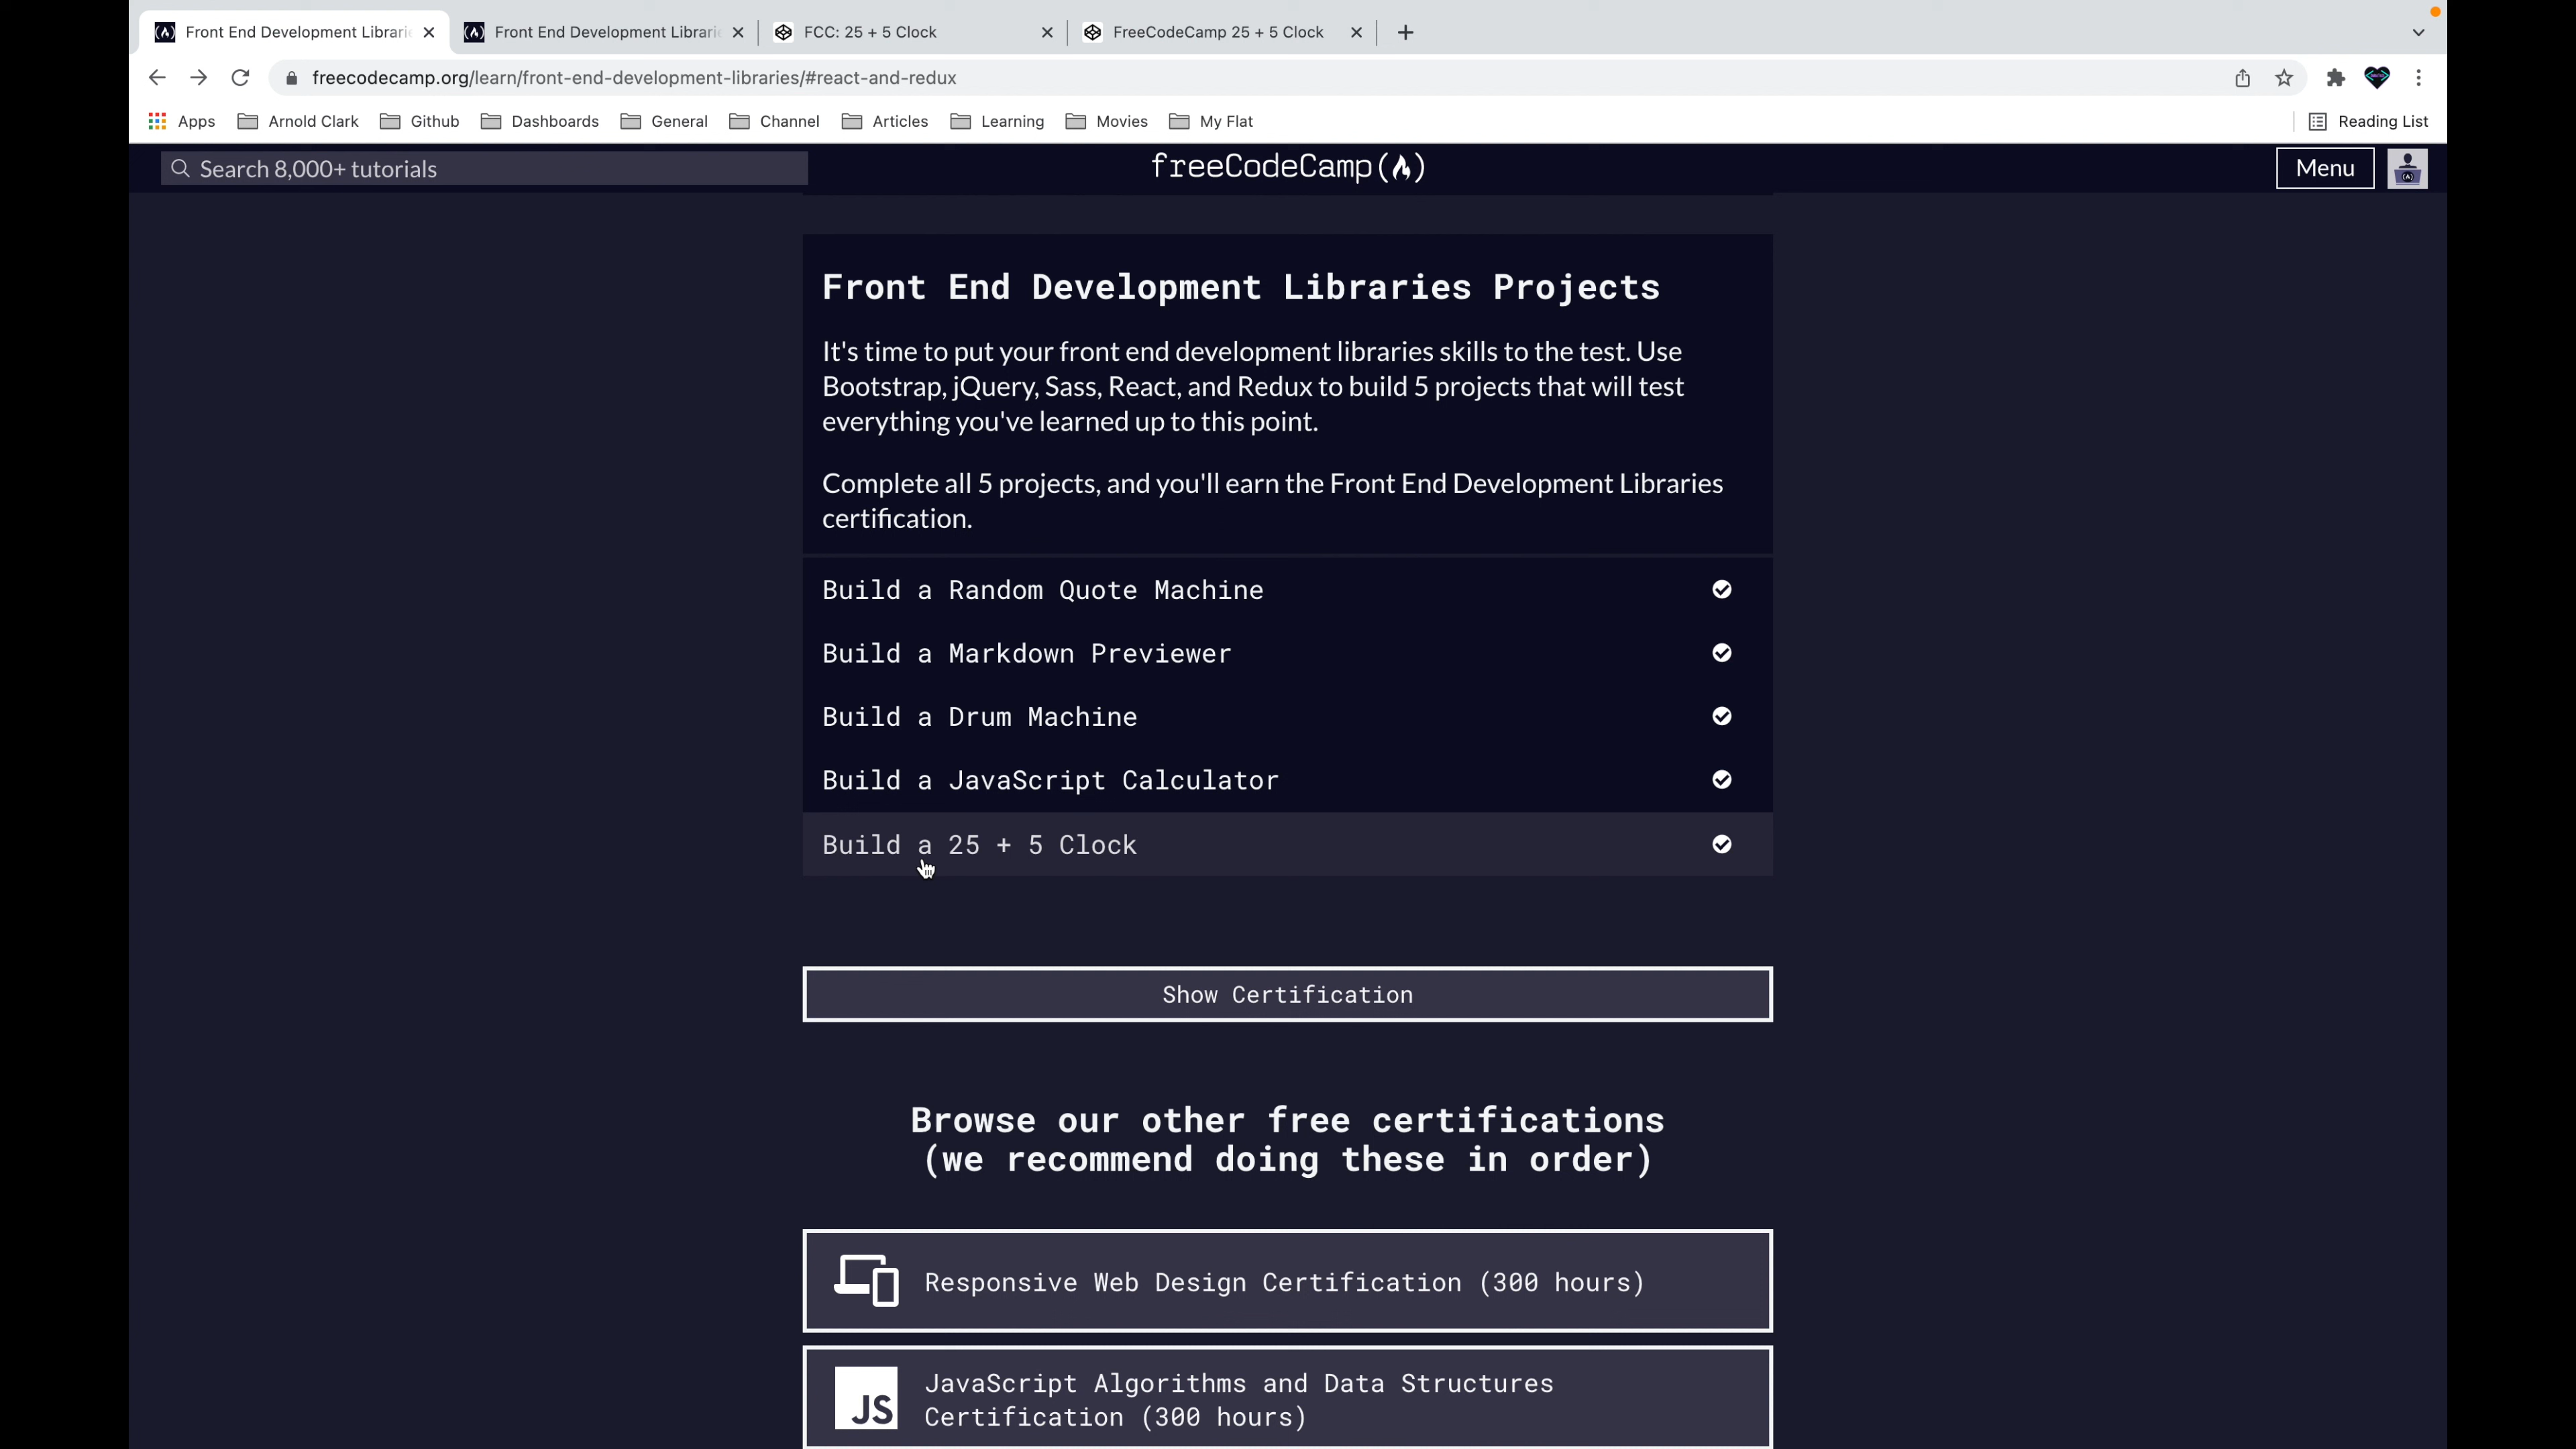 Front End Development Librari
Front End Development Librari
FCC: 25 + 5 Clock
FreeCodeCamp 25 + 5 Clock
freecodecamp.org/learn/front-end-development-libraries/#react-and-redux
Apps
Arnold Clark
Github
Dashboards
General
Channel
Articles
Learning
Movies
My Flat
Reading List
Search 8,000+ tutorials
freeCodeCamp
Menu
Front End Development Libraries Projects
It's time to put your front end development libraries skills to the test. Use
Bootstrap, jQuery, Sass, React, and Redux to build 5 projects that will test
everything you've learned up to this point.
Complete all 5 projects, and you'll earn the Front End Development Libraries
certification.
Build a Random Quote Machine
Build a Markdown Previewer
Build a Drum Machine
Build a JavaScript Calculator
Build a 25 + 5 Clock
Show Certification
Browse our other free certifications
(we recommend doing these in order)
Responsive Web Design Certification (300 hours)
JS
JavaScript Algorithms and Data Structures
Certification (300 hours)